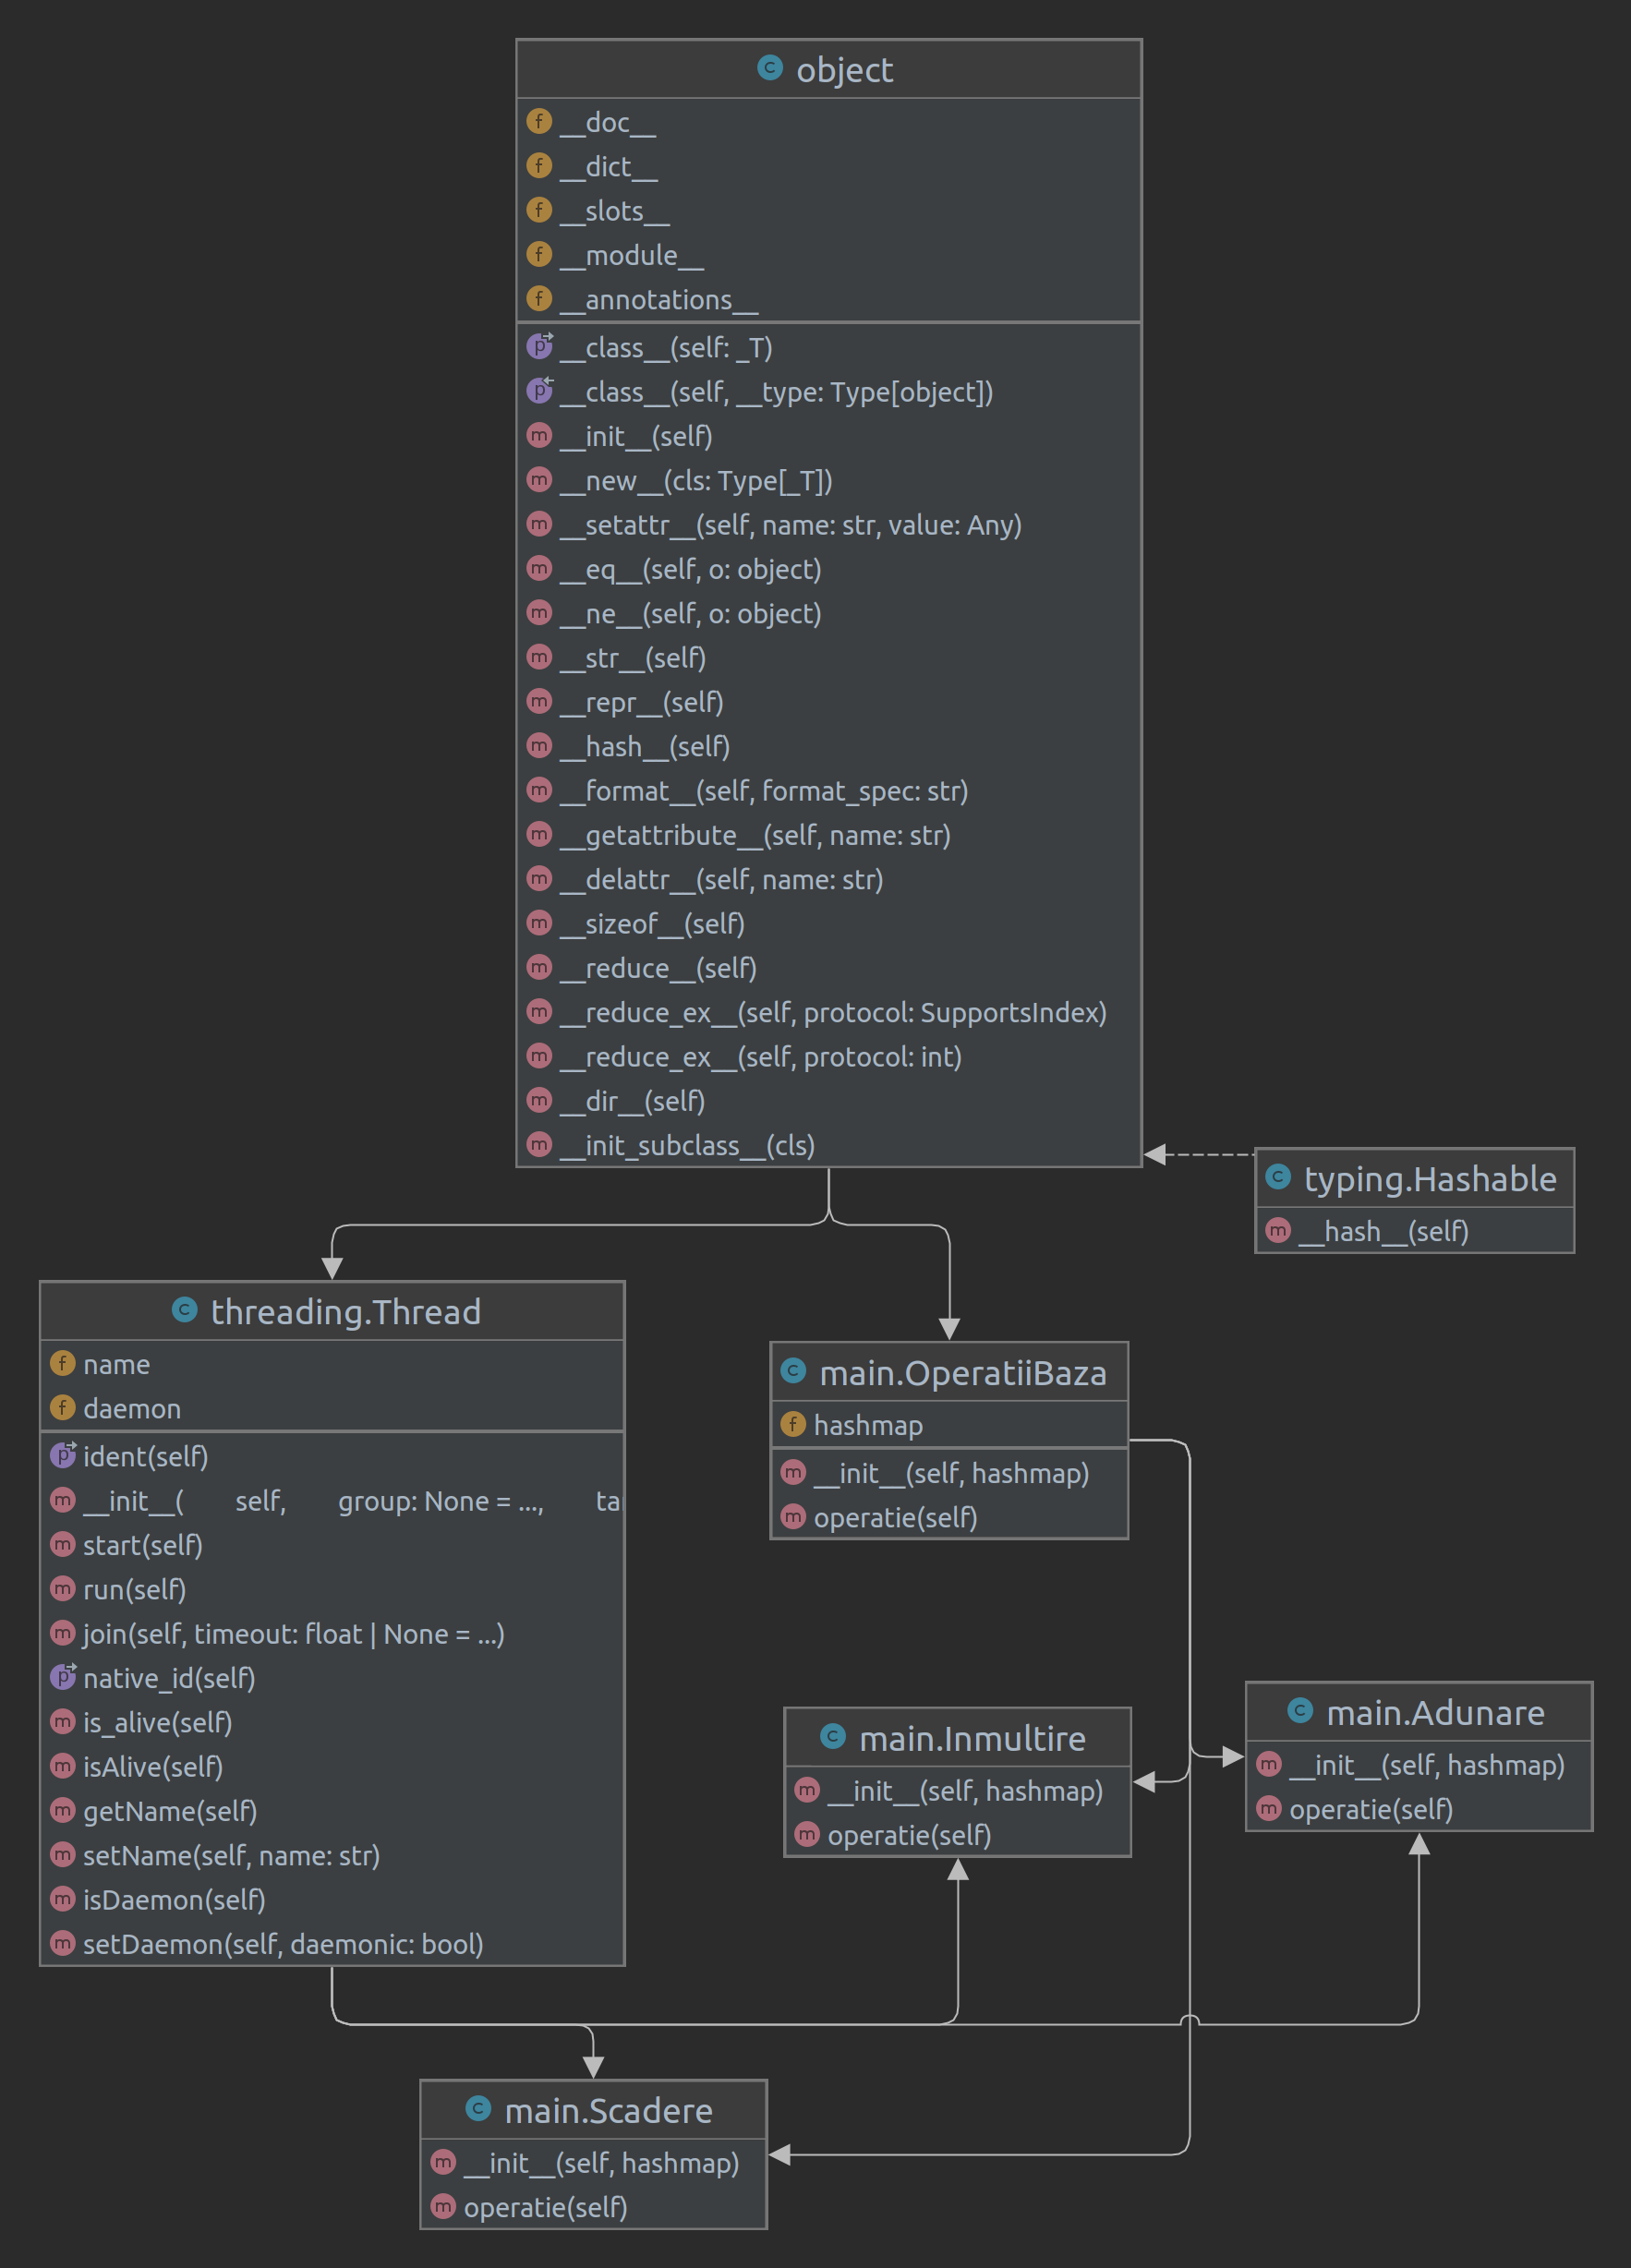 object
__doc__
__dict__
__slots__
__module__
__annotations__
__class__(self: _T)
__class__(self, __type: Type[object])
__init__(self)
__new__(cls: Type[_T])
__setattr__(self, name: str, value: Any)
__eq__(self, o: object)
__ne__(self, o: object)
__str__(self)
__repr__(self)
__hash__(self)
__format__(self, format_spec: str)
__getattribute__(self, name: str)
__delattr__(self, name: str)
__sizeof__(self)
__reduce__(self)
__reduce_ex__(self, protocol: SupportsIndex)
__reduce_ex__(self, protocol: int)
__dir__(self)
__init_subclass__(cls)
typing.Hashable
__hash__(self)
threading.Thread
name
daemon
ident(self)
__init__( self, group: None = ..., ta
start(self)
run(self)
join(self, timeout: float | None = ...)
native_id(self)
is_alive(self)
isAlive(self)
getName(self)
setName(self, name: str)
isDaemon(self)
setDaemon(self, daemonic: bool)
main.OperatiiBaza
hashmap
__init__(self, hashmap)
operatie(self)
main.Inmultire
__init__(self, hashmap)
operatie(self)
main.Adunare
__init__(self, hashmap)
operatie(self)
main.Scadere
__init__(self, hashmap)
operatie(self)